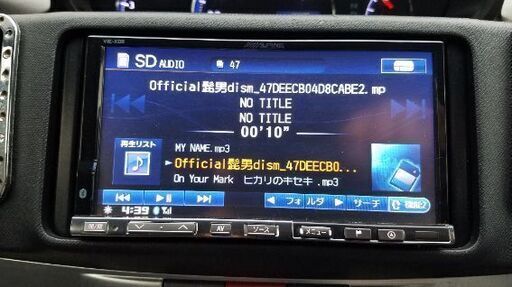 ALPINE
SD AUDIO
47
Official髭男dism_47DEECB04D8CABE2.mp
NO TITLE
NO TITLE
00'10"
再生リスト
MY NAME.mp3
Official髭男dism_47DEECB0...
On Your Mark ヒカリのキセキ.mp3
フォルダ
サーチ
4:39
AV
ソース
メニュー